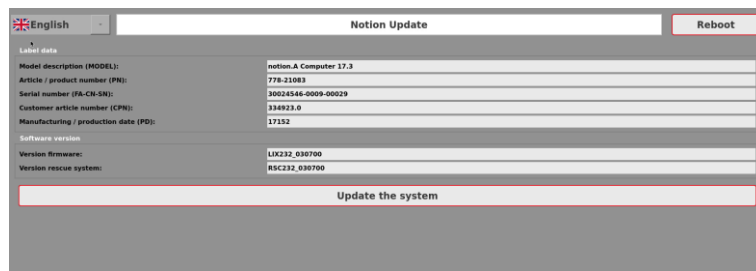 English Notion Update Reboot
Label data
Model description (MODEL): notion.A Computer 17.3
Article / product number (PN): 778-21083
Serial number (FA-CN-SN): 30024546-0009-00029
Customer article number (CPN): 334923.0
Manufacturing / production date (PD): 17152
Software version
Version firmware: LIX232_030700
Version rescue system: RSC232_030700
Update the system